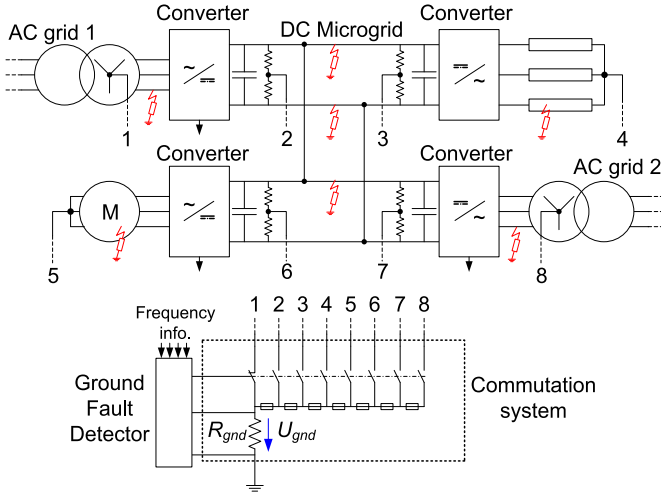 Converter
Converter
AC grid 1
DC Microgrid
~
~
1
2
3
4
Converter
Converter
AC grid 2
M
~
~
5
6
7
8
1 2 3 4 5 6 7 8
Frequency
info.
Ground
Fault
Detector
Rgnd
Ugnd
Commutation
system